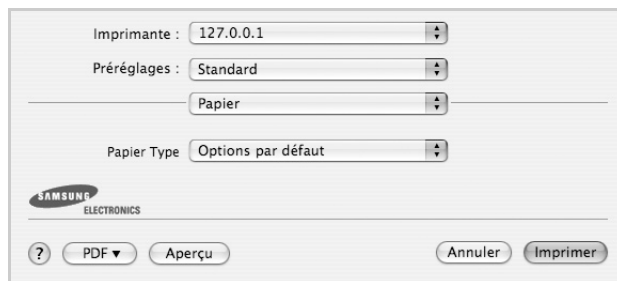 Imprimante : 127.0.0.1
Préréglages : Standard
Papier
Papier Type Options par défaut
SAMSUNG
ELECTRONICS
? PDF ▼ Aperçu Annuler Imprimer